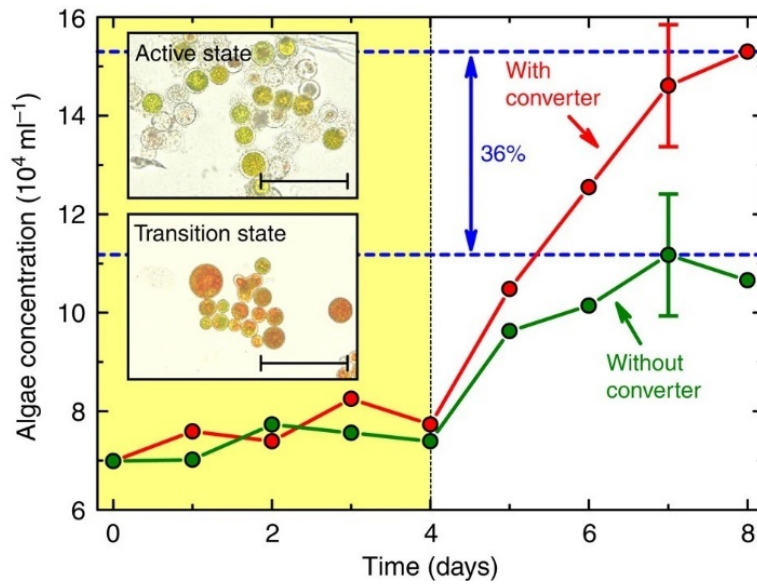 Algae concentration (10⁴ ml⁻¹)
16
14
12
10
8
6
Active state
Transition state
With
converter
36%
Without
converter
0
2
4
6
8
Time (days)